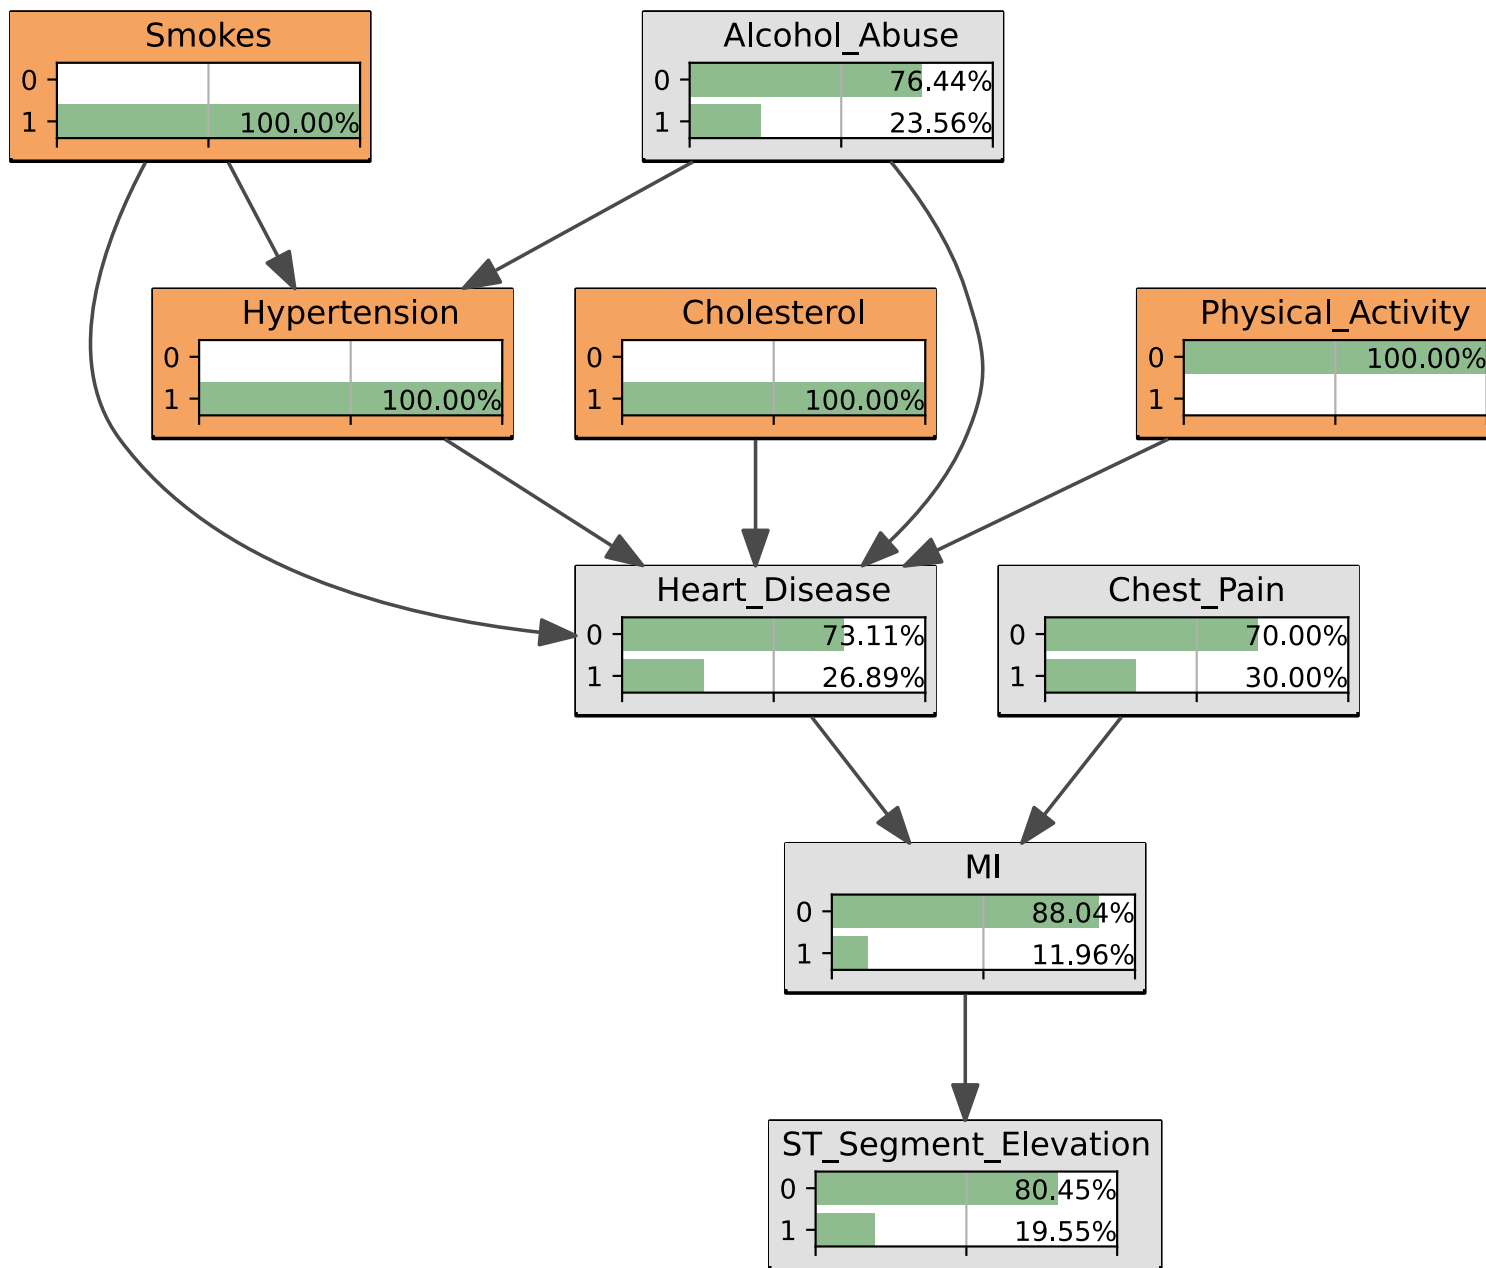 Smokes
0
1 100.00%
Alcohol_Abuse
0 76.44%
1 23.56%
Hypertension
0
1 100.00%
Cholesterol
0
1 100.00%
Physical_Activity
0 100.00%
1
Heart_Disease
0 73.11%
1 26.89%
Chest_Pain
0 70.00%
1 30.00%
MI
0 88.04%
1 11.96%
ST_Segment_Elevation
0 80.45%
1 19.55%